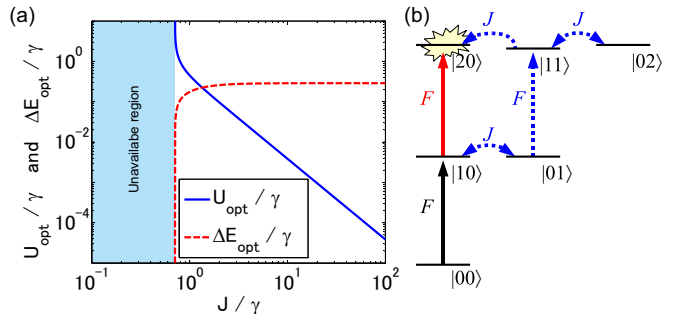 (a)
U_opt / γ and ΔE_opt / γ
10^0
10^-2
10^-4
Unavailabe region
U_opt / γ
ΔE_opt / γ
10^-1 10^0 10^1 10^2
J / γ
(b)
J J
|20⟩ |11⟩ |02⟩
F F
J
|10⟩ |01⟩
F
|00⟩